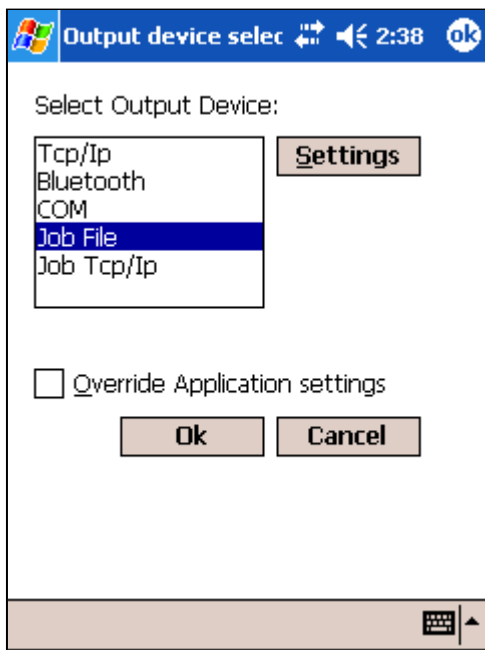 Output device selec 2:38 ok
Select Output Device:
Tcp/Ip
Settings
Bluetooth
COM
Job File
Job Tcp/Ip
Override Application settings
Ok Cancel